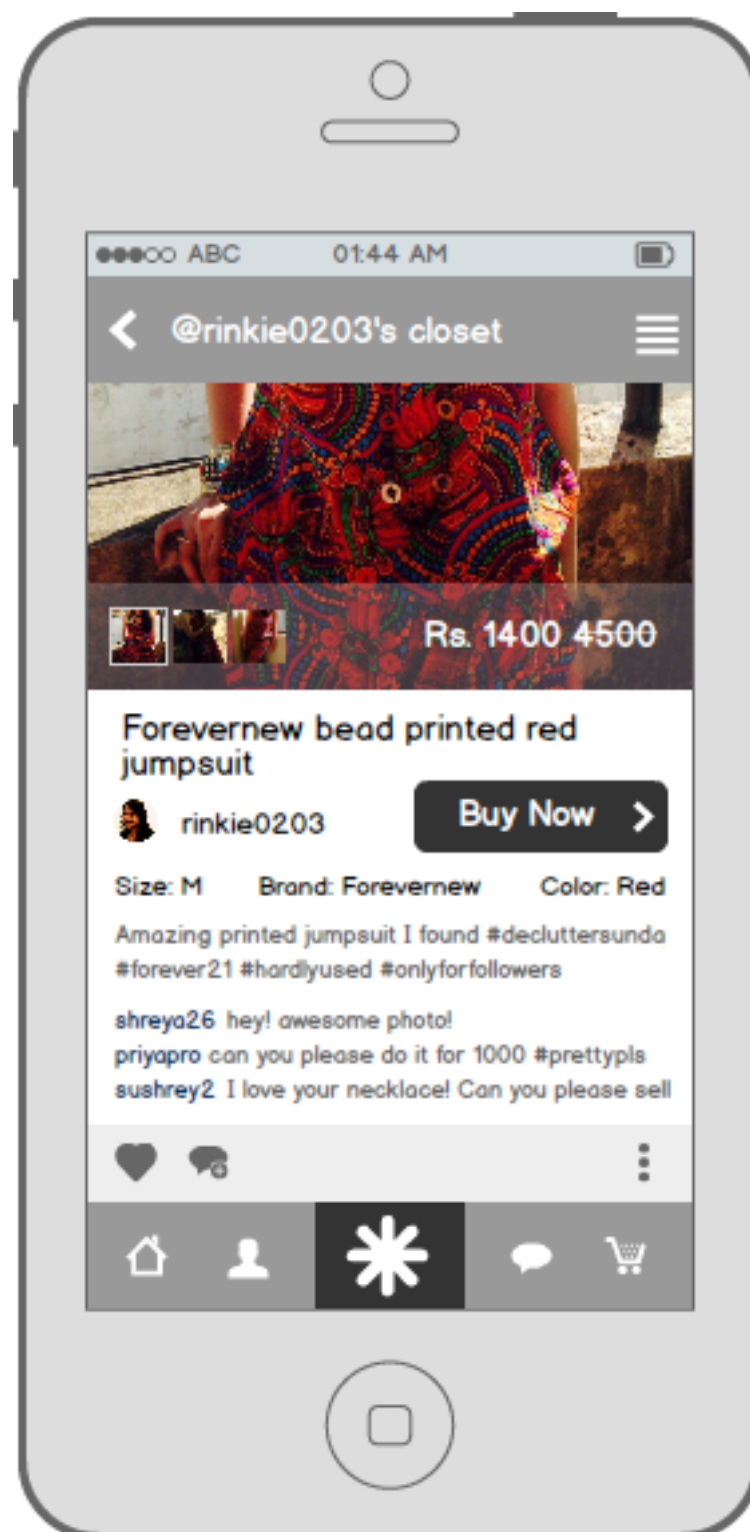 ABC 01:44 AM
@rinkie0203's closet
Rs. 1400 4500
Forevernew bead printed red
jumpsuit
rinkie0203
Buy Now
Size: M Brand: Forevernew Color: Red
Amazing printed jumpsuit I found #decluttersunda
#forever21 #hardlyused #onlyforfollowers
shreya26 hey! awesome photo!
priyapro can you please do it for 1000 #prettypls
sushrey2 I love your necklace! Can you please sell